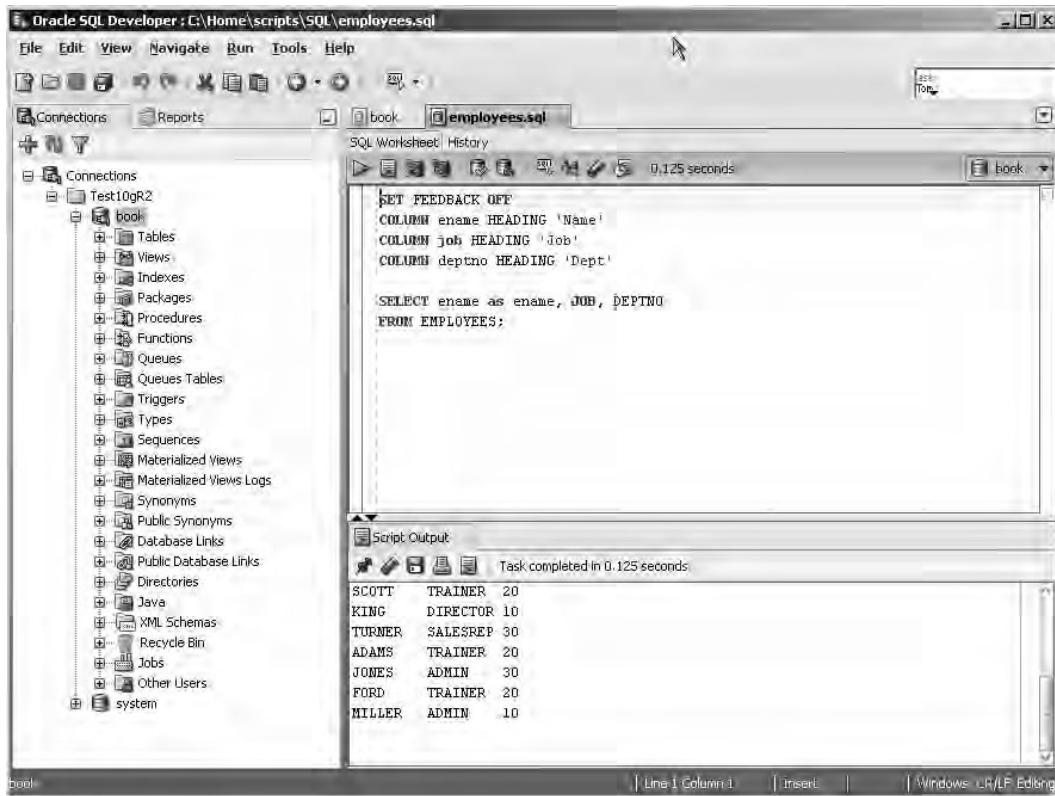 Oracle SQL Developer : C:\Home\scripts\SQL\employees.sql
File Edit View Navigate Run Tools Help
Connections Reports
book employees.sql
SQL Worksheet History
0.125 seconds
book
Connections
Test10gR2
book
Tables
Views
Indexes
Packages
Procedures
Functions
Queues
Queues Tables
Triggers
Types
Sequences
Materialized Views
Materialized Views Logs
Synonyms
Public Synonyms
Database Links
Public Database Links
Directories
Java
XML Schemas
Recycle Bin
Jobs
Other Users
system
SET FEEDBACK OFF
COLUMN ename HEADING 'Name'
COLUMN job HEADING 'Job'
COLUMN deptno HEADING 'Dept'
SELECT ename as ename, JOB, DEPTNO
FROM EMPLOYEES;
Script Output
Task completed in 0.125 seconds
SCOTT TRAINER 20
KING DIRECTOR 10
TURNER SALESREP 30
ADAMS TRAINER 20
JONES ADMIN 30
FORD TRAINER 20
MILLER ADMIN 10
book
Line 1 Column 1
Insert
Windows: CR/LF Editing